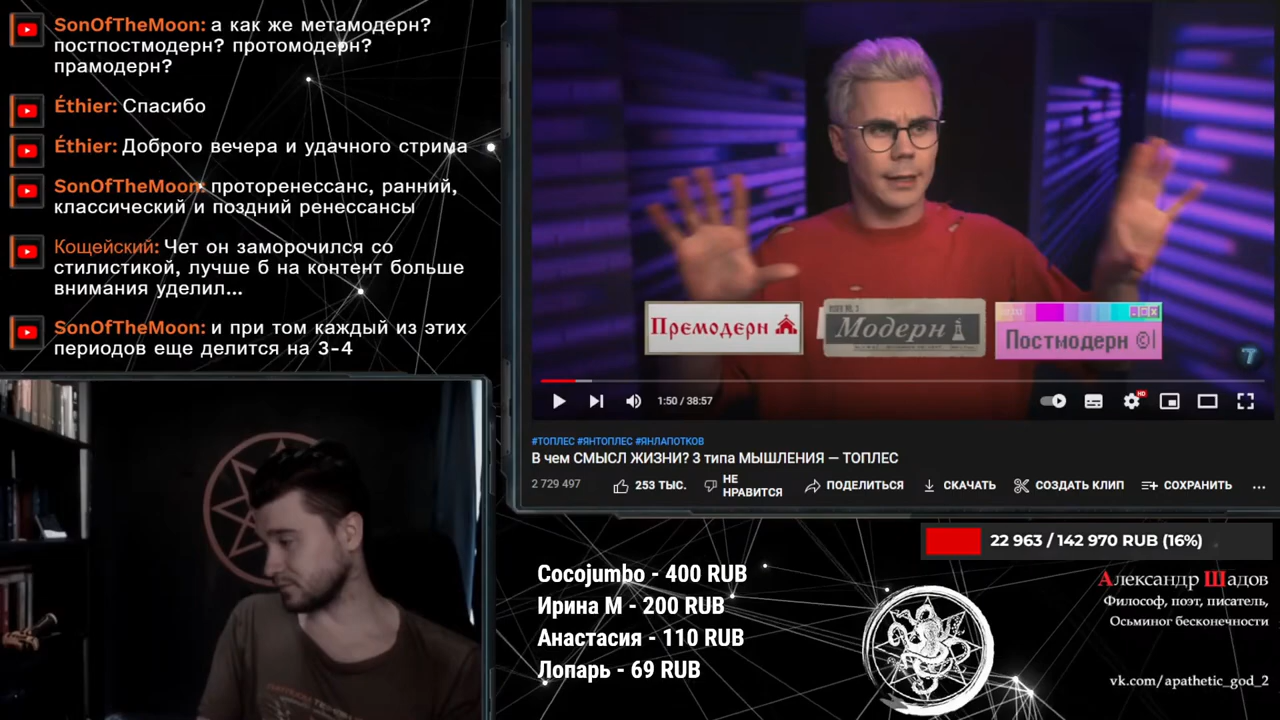 SonOfTheMoon: а как же метамодерн?
постпостмодерн? протомодерн?
прамодерн?
Éthier: Спасибо
Éthier: Доброго вечера и удачного стрима
SonOfTheMoon: проторенессанс, ранний,
классический и поздний ренессансы
Кощейский: Чет он заморочился со
стилистикой, лучше б на контент больше
внимания уделил...
SonOfTheMoon: и при том каждый из этих
периодов еще делится на 3-4
Премодерн
Модерн
Постмодерн ©|
1:50 / 38:57
HD
#ТОПЛЕС #ЯНТОПЛЕС #ЯНЛАПОТКОВ
В чем СМЫСЛ ЖИЗНИ? 3 типа МЫШЛЕНИЯ — ТОПЛЕС
2 729 497
253 ТЫС.
НЕ
НРАВИТСЯ
ПОДЕЛИТЬСЯ
СКАЧАТЬ
СОЗДАТЬ КЛИП
СОХРАНИТЬ
...
22 963 / 142 970 RUB (16%)
Cocojumbo - 400 RUB
Ирина М - 200 RUB
Анастасия - 110 RUB
Лопарь - 69 RUB
Александр Шадов
Философ, поэт, писатель,
Осьминог бесконечности
vk.com/apathetic_god_2